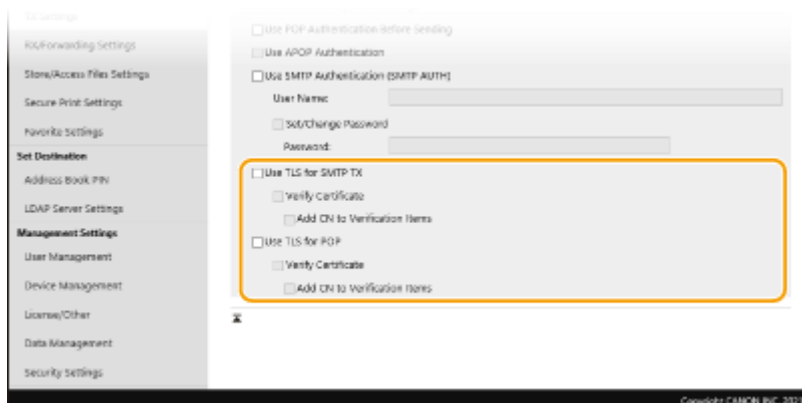 TX Settings
RX/Forwarding Settings
Store/Access Files Settings
Secure Print Settings
Favorite Settings
Set Destination
Address Book PIN
LDAP Server Settings
Management Settings
User Management
Device Management
License/Other
Data Management
Security Settings
Use POP Authentication Before Sending
Use APOP Authentication
Use SMTP Authentication (SMTP AUTH)
User Name:
Set/Change Password
Password:
Use TLS for SMTP TX
Verify Certificate
Add CN to Verification Items
Use TLS for POP
Verify Certificate
Add CN to Verification Items
Copyright CANON INC. 2021